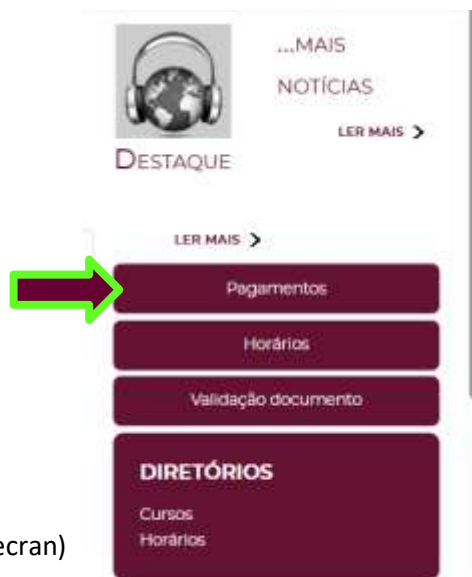 ...MAIS
NOTÍCIAS
LER MAIS
DESTAQUE
LER MAIS
Pagamentos
Horários
Validação documento
DIRETÓRIOS
Cursos
Horários
ecran)